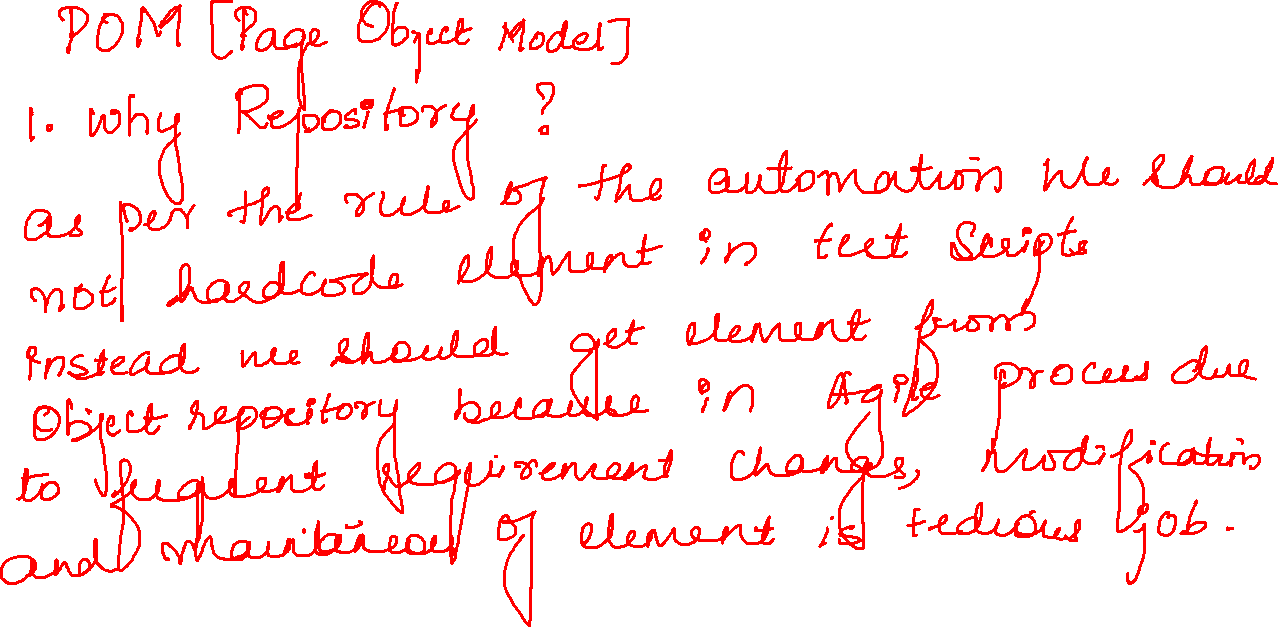 POM [Page Object Model]
1. Why Repository ?
as per the rule of the automation we should
not hardcode element in test Scripts
instead we should get element from
Object repository because in Agile process due
to frequent requirement changes, modification
and maintenance of element is tedious job.